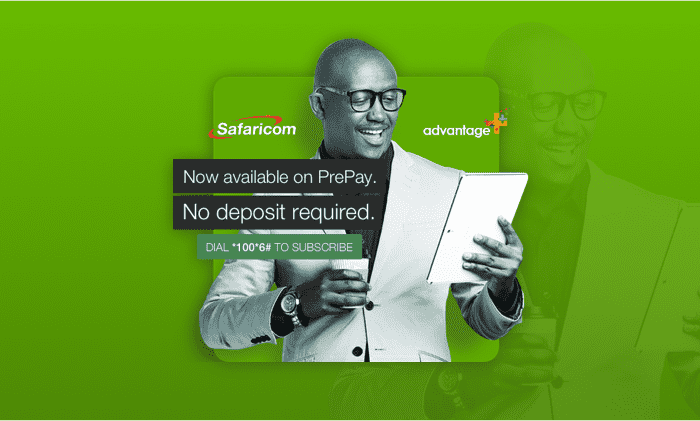 Safaricom
advantage
Now available on PrePay.
No deposit required.
DIAL *100*6# TO SUBSCRIBE